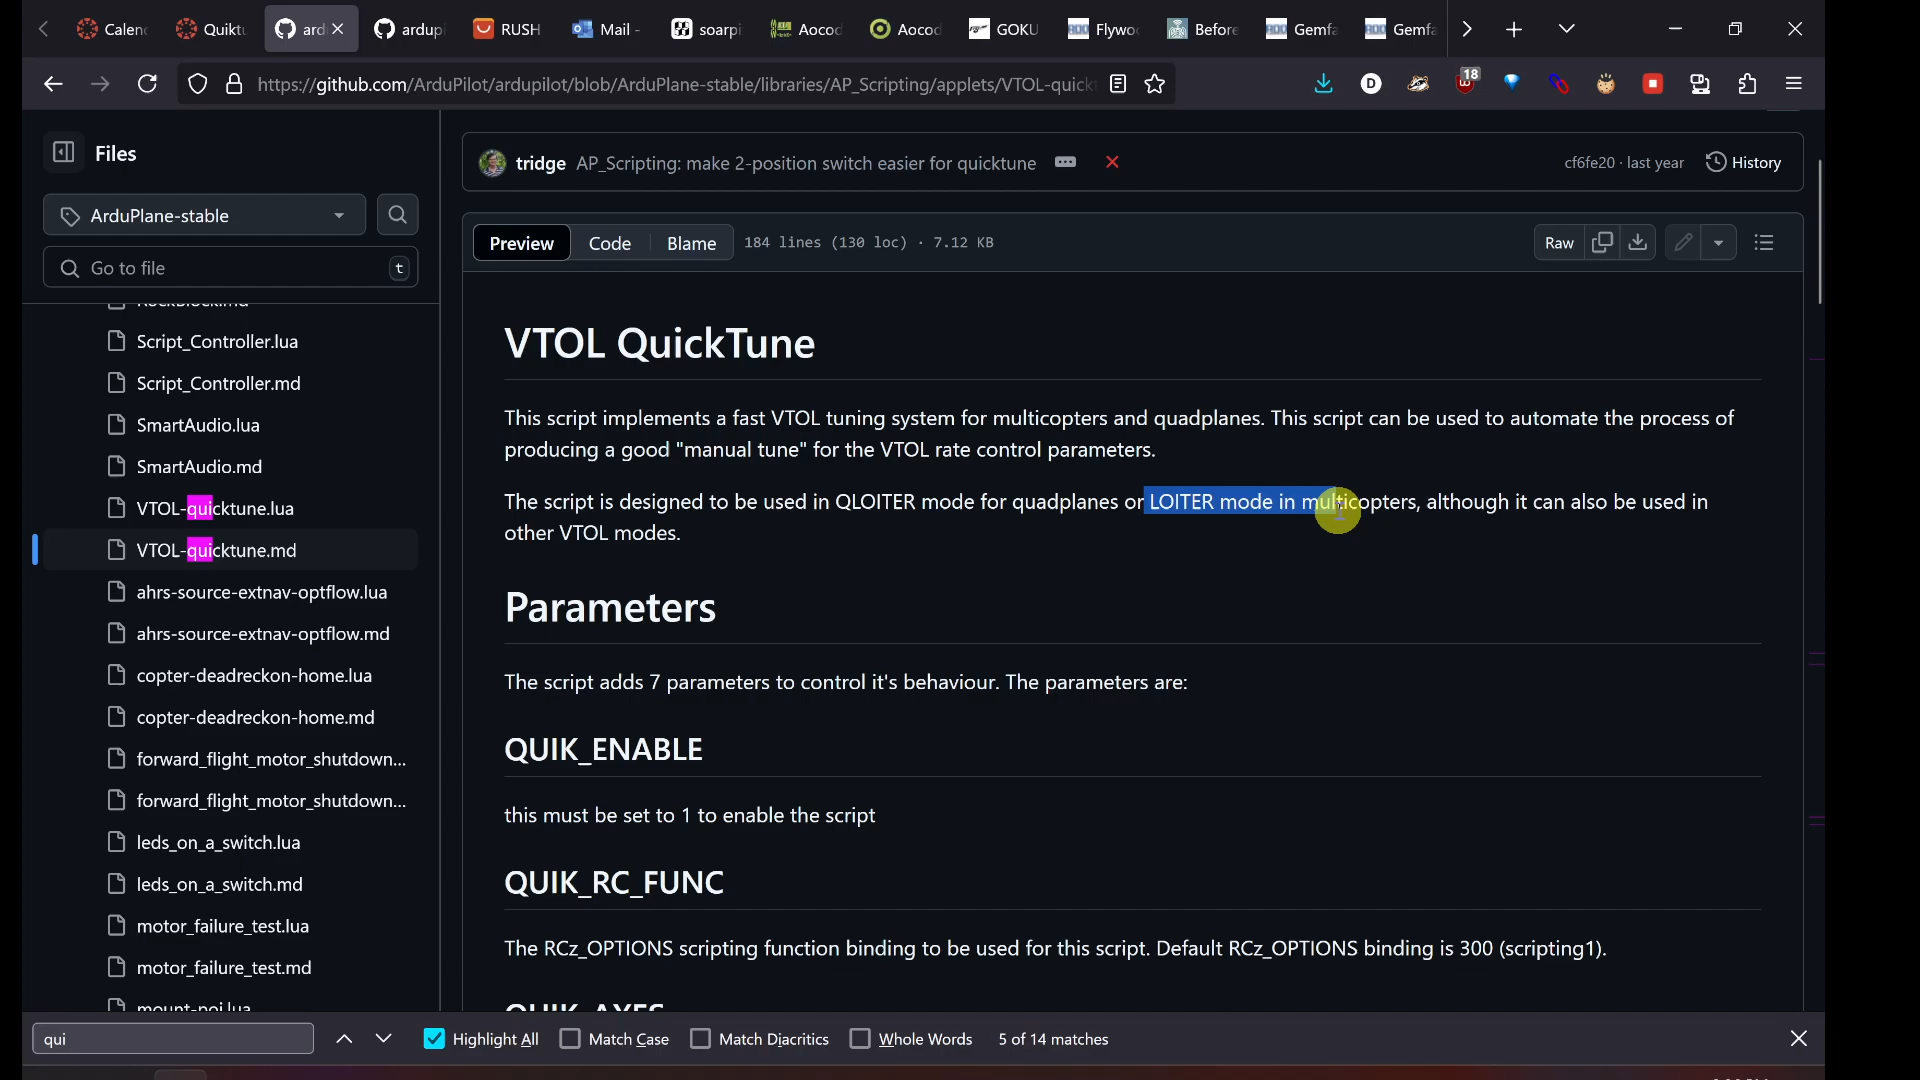 Calen
Quiktu
ard
ardupi
RUSH
Mail -
soarpi
Aocod
Aocod
GOKU
Flywoo
Before
Gemfa
Gemfa
https://github.com/ArduPilot/ardupilot/blob/ArduPlane-stable/libraries/AP_Scripting/applets/VTOL-quickt
18
Files
ArduPlane-stable
Go to file
t
Script_Controller.lua
Script_Controller.md
SmartAudio.lua
SmartAudio.md
VTOL-quicktune.lua
VTOL-quicktune.md
ahrs-source-extnav-optflow.lua
ahrs-source-extnav-optflow.md
copter-deadreckon-home.lua
copter-deadreckon-home.md
forward_flight_motor_shutdown...
forward_flight_motor_shutdown...
leds_on_a_switch.lua
leds_on_a_switch.md
motor_failure_test.lua
motor_failure_test.md
mount-poi.lua
tridge AP_Scripting: make 2-position switch easier for quicktune
cf6fe20 · last year
History
Preview
Code
Blame
184 lines (130 loc) · 7.12 KB
Raw
VTOL QuickTune
This script implements a fast VTOL tuning system for multicopters and quadplanes. This script can be used to automate the process of
producing a good "manual tune" for the VTOL rate control parameters.
The script is designed to be used in QLOITER mode for quadplanes or LOITER mode in multicopters, although it can also be used in
other VTOL modes.
Parameters
The script adds 7 parameters to control it's behaviour. The parameters are:
QUIK_ENABLE
this must be set to 1 to enable the script
QUIK_RC_FUNC
The RCz_OPTIONS scripting function binding to be used for this script. Default RCz_OPTIONS binding is 300 (scripting1).
QUIK_AXES
qui
Highlight All
Match Case
Match Diacritics
Whole Words
5 of 14 matches